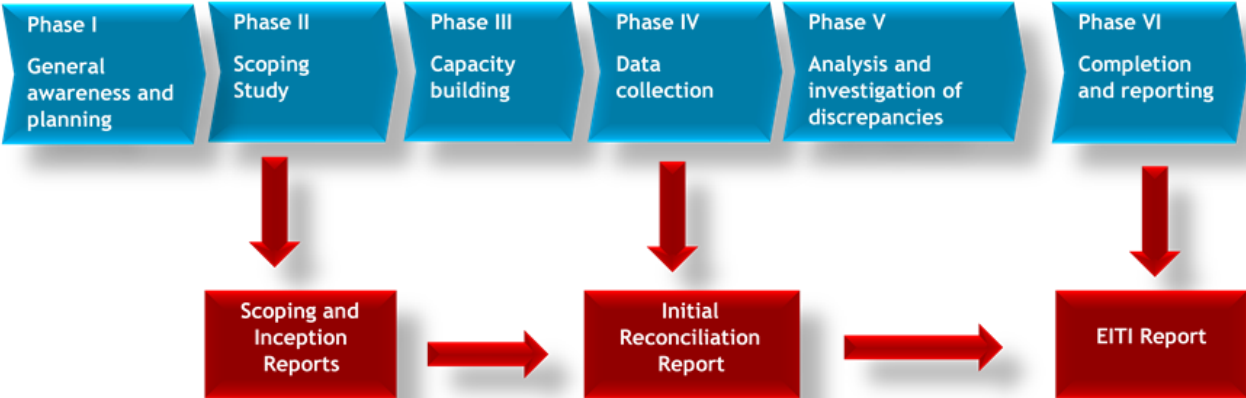 Phase I
General
awareness and
planning
Phase II
Scoping
Study
Phase III
Capacity
building
Phase IV
Data
collection
Phase V
Analysis and
investigation of
discrepancies
Phase VI
Completion
and reporting
Scoping and
Inception
Reports
Initial
Reconciliation
Report
EITI Report